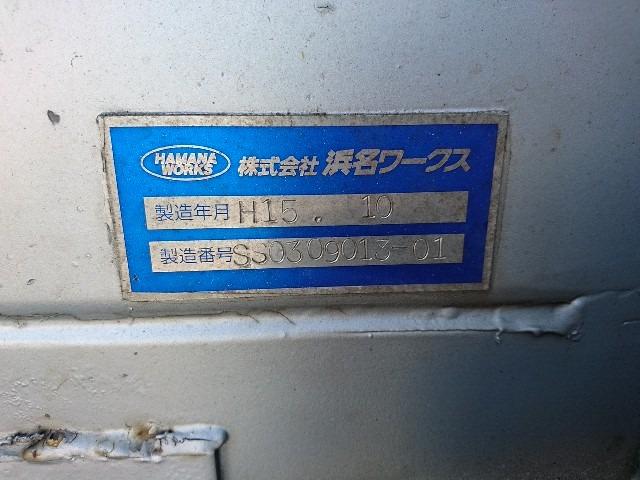 HAMANA WORKS 株式会社 浜名ワークス
製造年月 H15. 10
製造番号 SS0309013-01